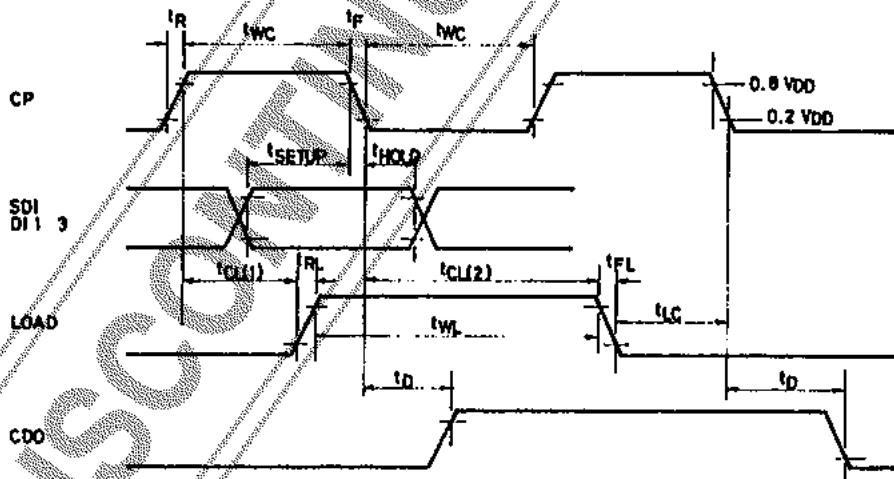 tR tWC tF tWC
CP
0.8 VDD
0.2 VDD
tSETUP tHOLD
SDI
DI 1 3
tCL(1) tRL tCL(2) tFL
LOAD
tWL
tLC
tD tD
CDO
DISCONTIN